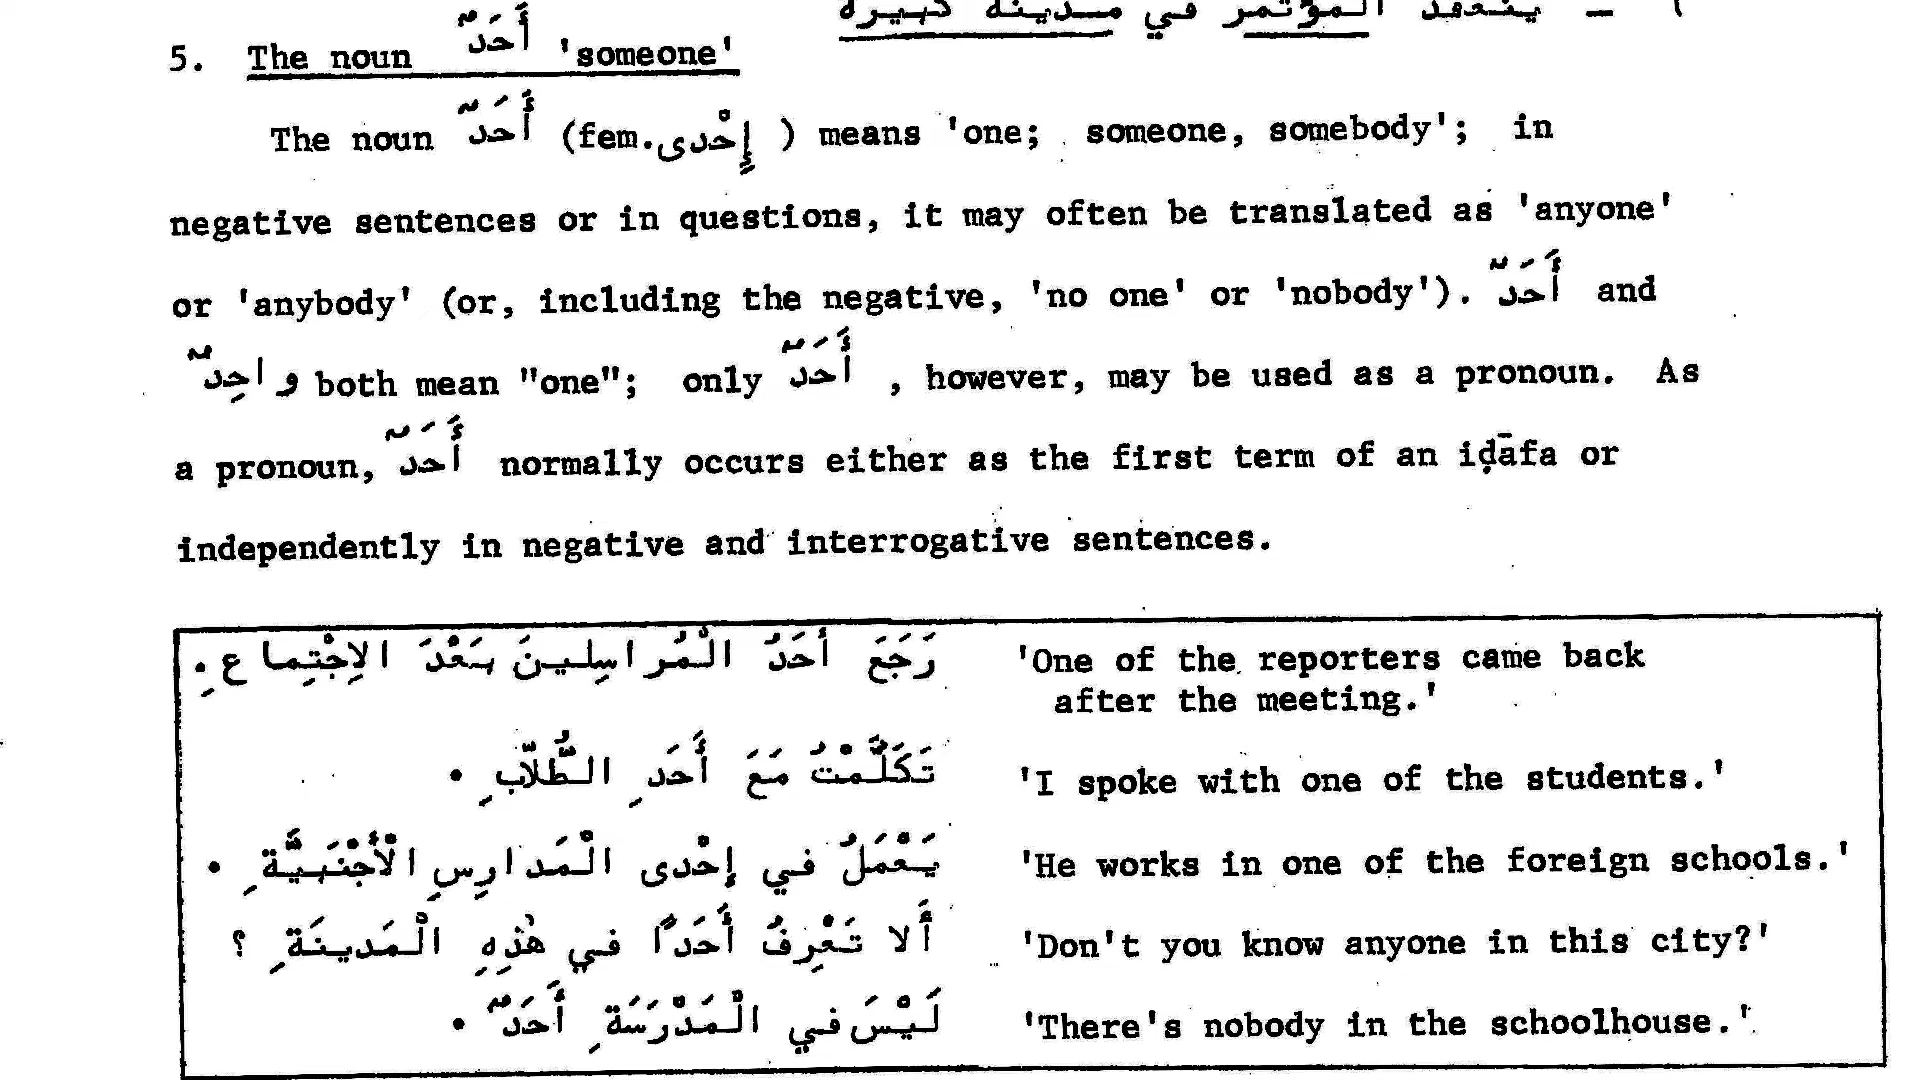 ٦ ـ ينعقد المؤتمر في مدينة كبيرة
5. The noun أَحَدٌ 'someone'
The noun أَحَدٌ (fem. إِحْدى ) means 'one; someone, somebody'; in
negative sentences or in questions, it may often be translated as 'anyone'
or 'anybody' (or, including the negative, 'no one' or 'nobody'). أَحَدٌ and
واحِدٌ both mean "one"; only أَحَدٌ , however, may be used as a pronoun. As
a pronoun, أَحَدٌ normally occurs either as the first term of an iḍāfa or
independently in negative and interrogative sentences.
رَجَعَ أَحَدُ الْمُراسِلينَ بَعْدَ الاِجْتِماعِ . 'One of the reporters came back
after the meeting.'
تَكَلَّمْتُ مَعَ أَحَدِ الطُّلّابِ . 'I spoke with one of the students.'
يَعْمَلُ في إِحْدى الْمَدارِسِ الْأَجْنَبِيَّةِ . 'He works in one of the foreign schools.'
أَلا تَعْرِفُ أَحَدًا في هٰذِهِ الْمَدينَةِ ؟ 'Don't you know anyone in this city?'
لَيْسَ في الْمَدْرَسَةِ أَحَدٌ . 'There's nobody in the schoolhouse.'